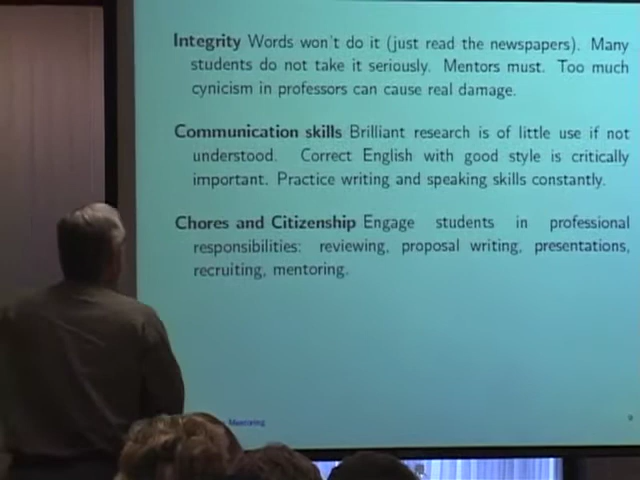 Integrity Words won't do it (just read the newspapers). Many
students do not take it seriously. Mentors must. Too much
cynicism in professors can cause real damage.
Communication skills Brilliant research is of little use if not
understood. Correct English with good style is critically
important. Practice writing and speaking skills constantly.
Chores and Citizenship Engage students in professional
responsibilities: reviewing, proposal writing, presentations,
recruiting, mentoring.
Mentoring
9